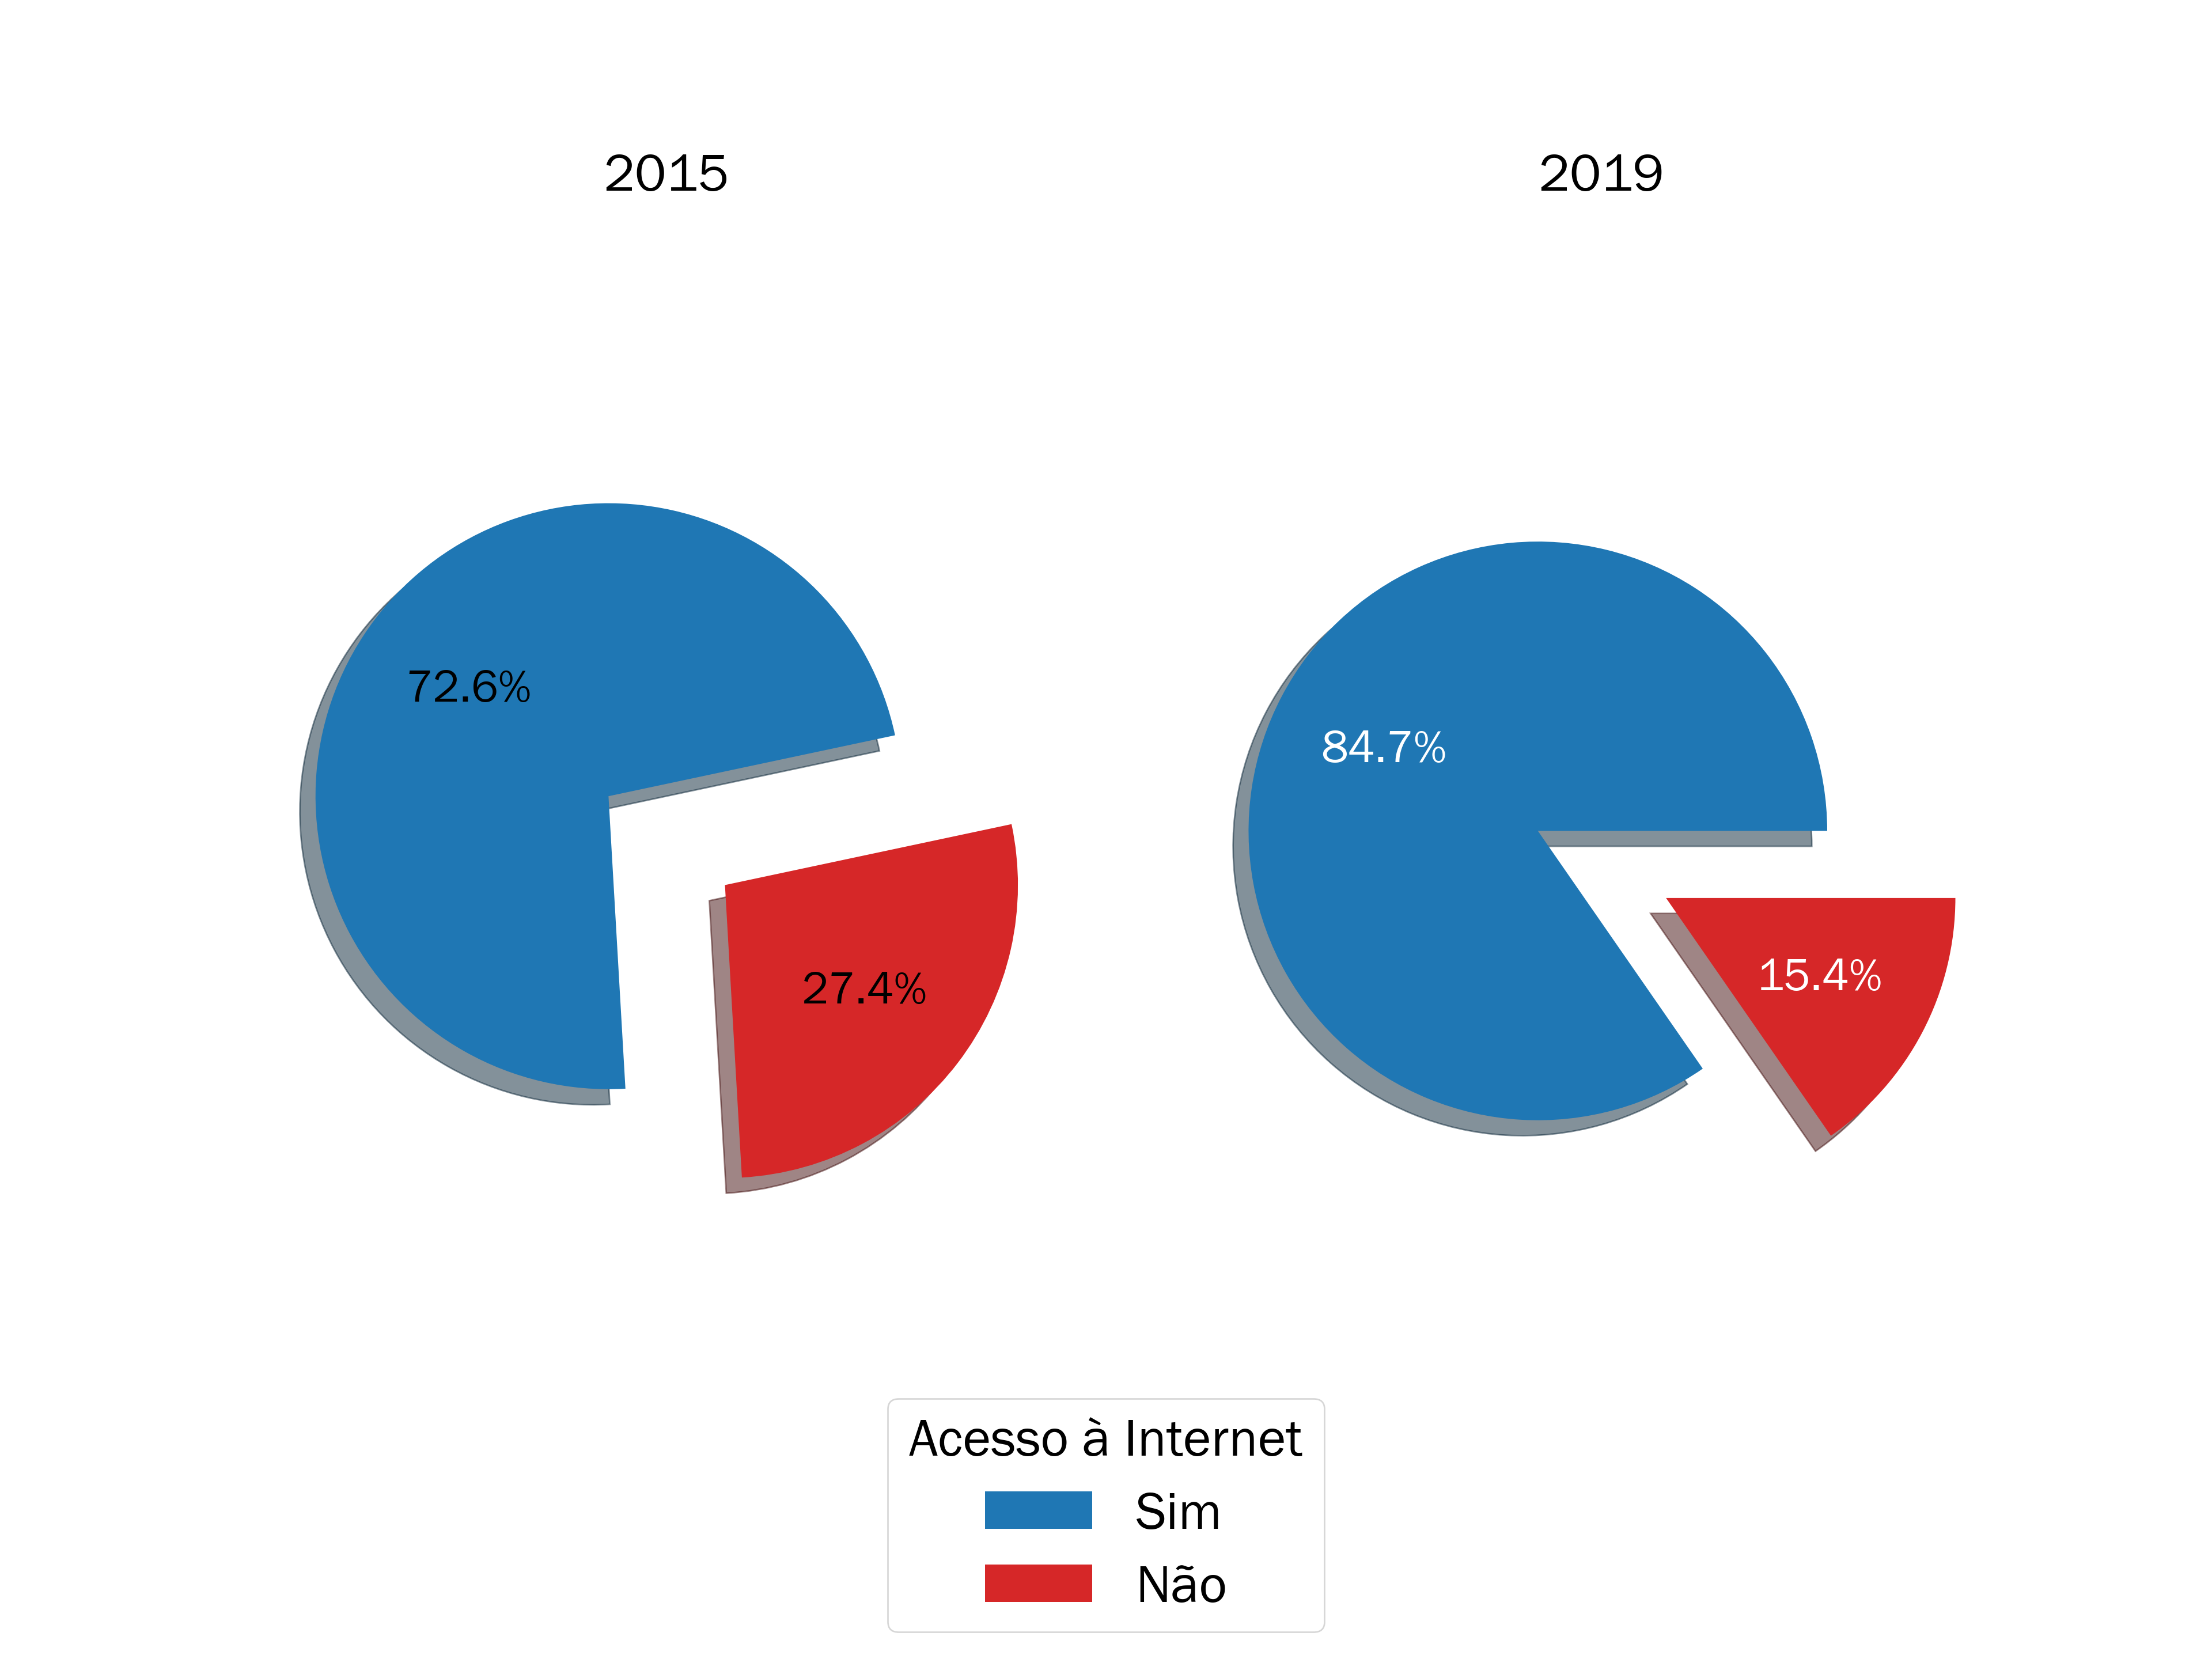 2015
2019
72.6%
27.4%
84.7%
15.4%
Acesso à Internet
Sim
Não